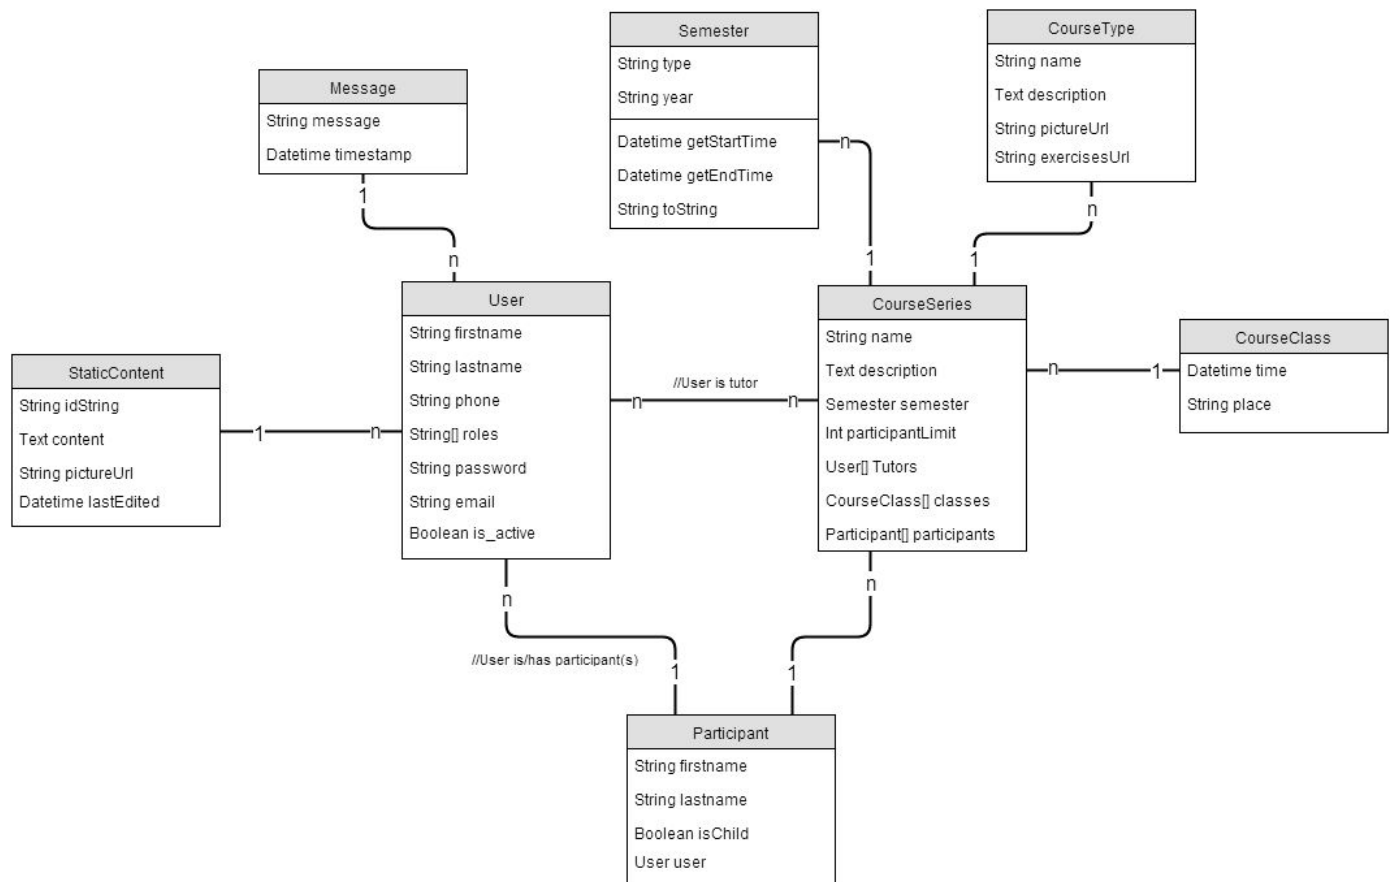 Semester
String type
String year
Datetime getStartTime
Datetime getEndTime
String toString
CourseType
String name
Text description
String pictureUrl
String exercisesUrl
Message
String message
Datetime timestamp
n
1
n
1
1
n
User
String firstname
String lastname
String phone
String[] roles
String password
String email
Boolean is_active
CourseSeries
String name
Text description
Semester semester
Int participantLimit
User[] Tutors
CourseClass[] classes
Participant[] participants
CourseClass
Datetime time
String place
n
1
StaticContent
String idString
Text content
String pictureUrl
Datetime lastEdited
1
n
//User is tutor
n
n
n
n
//User is/has participant(s)
1
1
Participant
String firstname
String lastname
Boolean isChild
User user